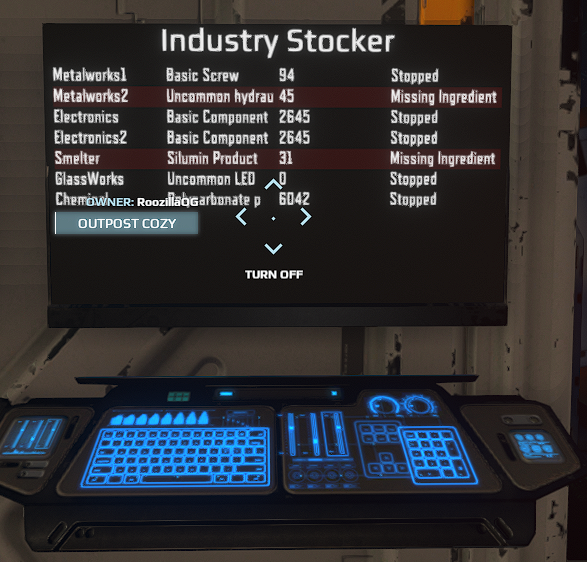 Industry Stocker
Metalworks1 Basic Screw 94 Stopped
Metalworks2 Uncommon hydrau 45 Missing Ingredient
Electronics Basic Component 2645 Stopped
Electronics2 Basic Component 2645 Stopped
Smelter Silumin Product 31 Missing Ingredient
GlassWorks Uncommon LED 0 Stopped
6042 Stopped
OWNER: RoozillaQG
OUTPOST COZY
TURN OFF